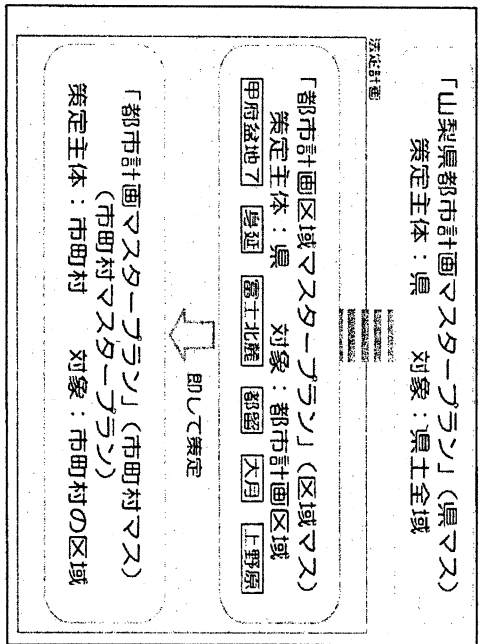 「山梨県都市計画マスタープラン」(県マス)
策定主体：県　対象：県土全域
法定計画
「都市計画区域マスタープラン」(区域マス)
策定主体：県　対象：都市計画区域
甲府盆地7　身延　富士北麓　都留　大月　上野原
即して策定
「都市計画マスタープラン」(市町村マス)
(市町村マスタープラン)
策定主体：市町村　対象：市町村の区域